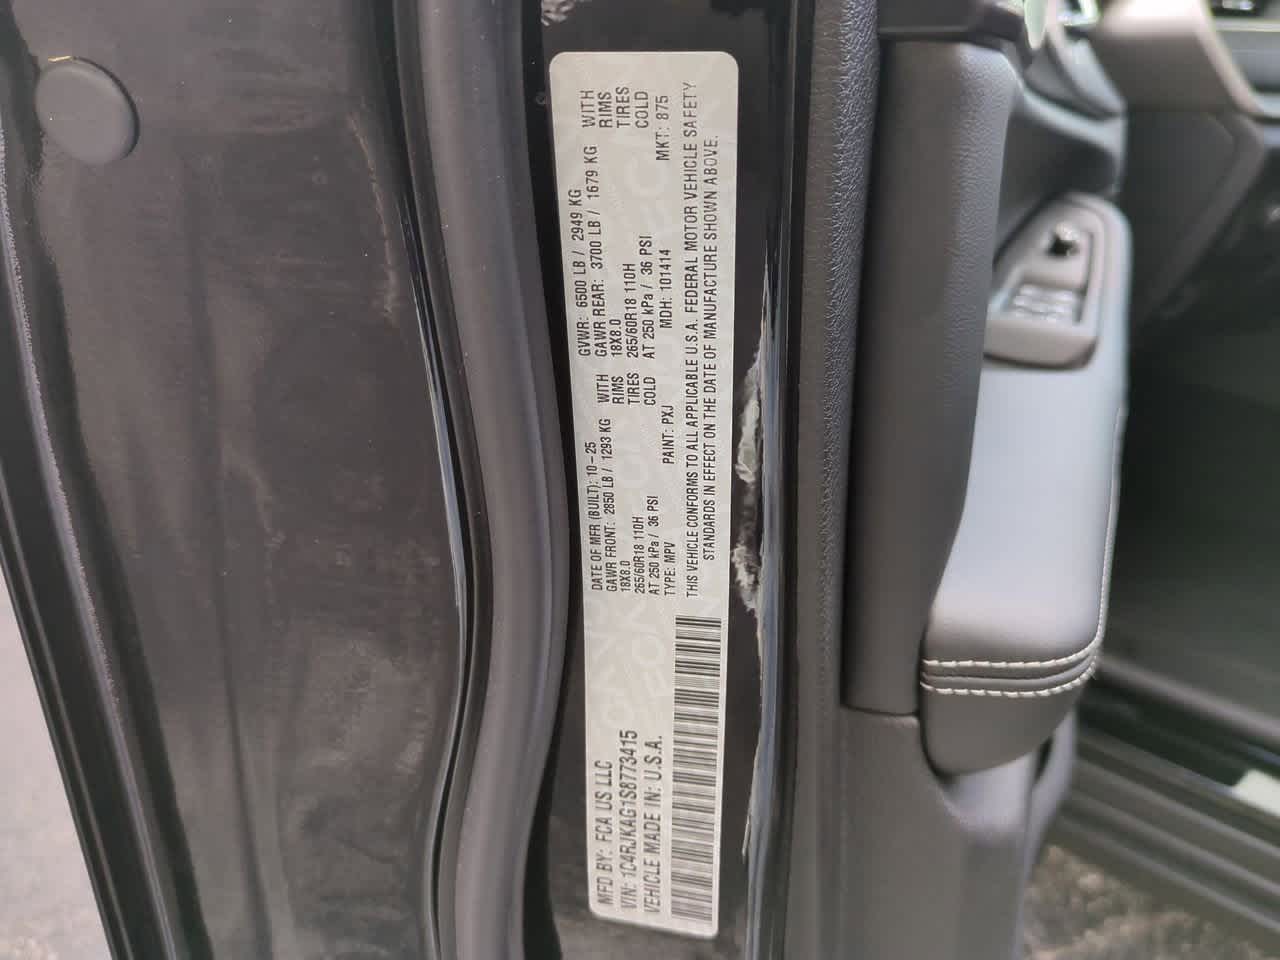 MFD BY: FCA US LLC
VIN: 1C4RJKAG1S8773415
VEHICLE MADE IN: U.S.A.
DATE OF MFR (BUILT): 10-25
GVWR: 6500 LB / 2949 KG
GAWR FRONT: 2850 LB / 1293 KG WITH
18X8.0 RIMS
265/60R18 110H TIRES
AT 250 kPa / 36 PSI COLD
GAWR REAR: 3700 LB / 1679 KG WITH
18X8.0 RIMS
265/60R18 110H TIRES
AT 250 kPa / 36 PSI COLD
TYPE: MPV PAINT: PXJ MDH: 101414 MKT: 875
THIS VEHICLE CONFORMS TO ALL APPLICABLE U.S.A. FEDERAL MOTOR VEHICLE SAFETY
STANDARDS IN EFFECT ON THE DATE OF MANUFACTURE SHOWN ABOVE.